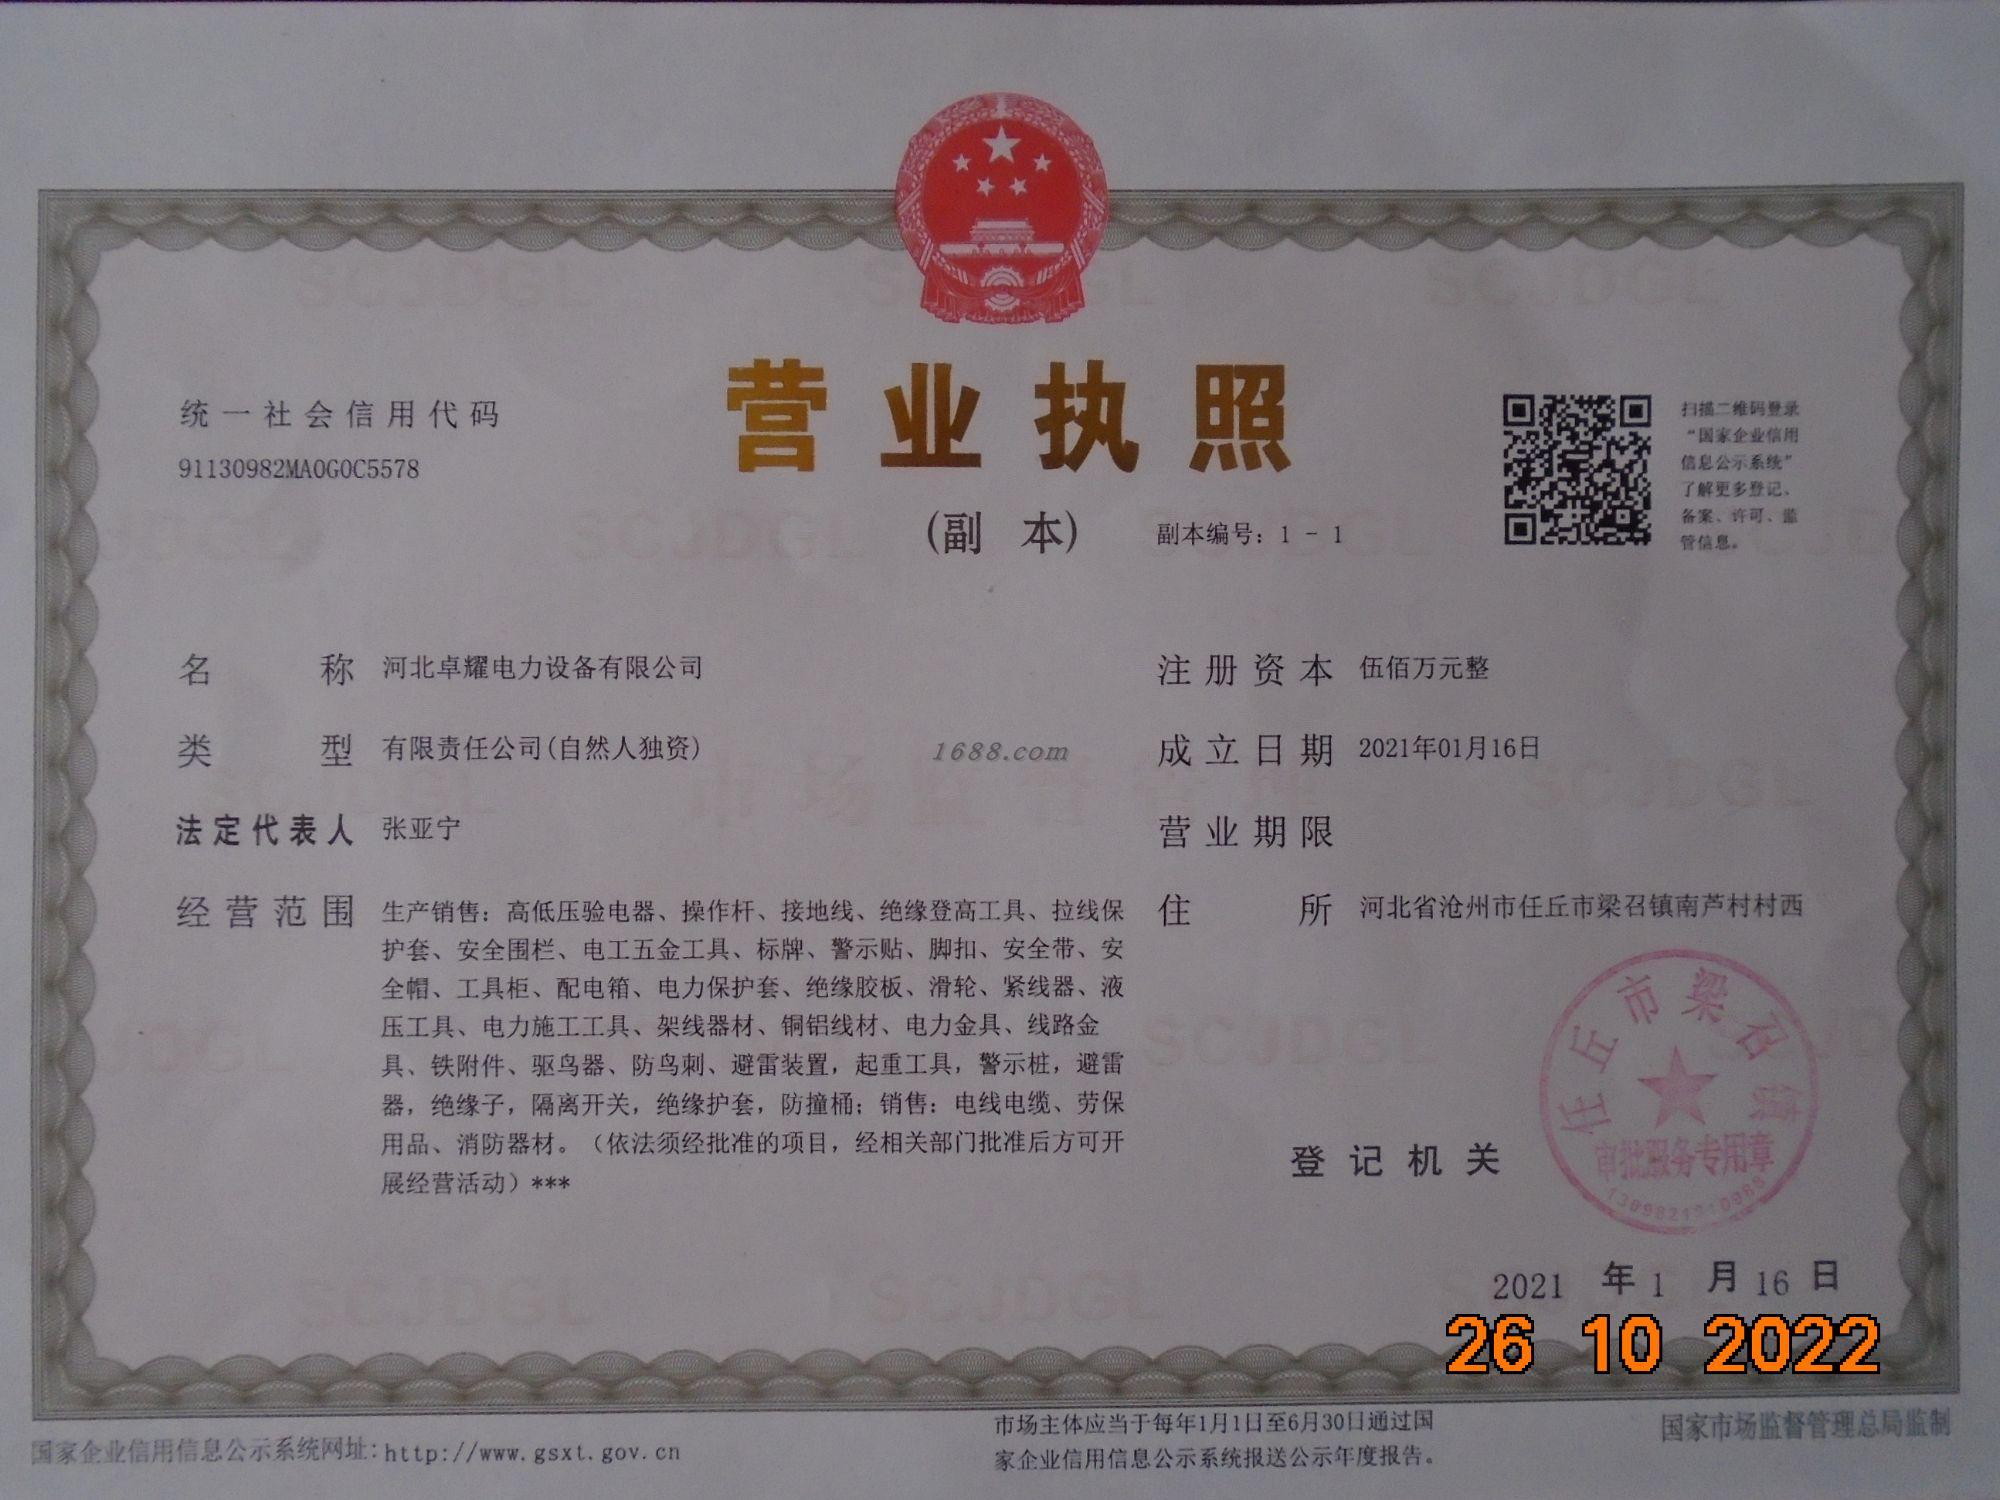 营业执照
(副 本)
副本编号：1 - 1
统一社会信用代码
91130982MA0G0C5578
扫描二维码登录
“国家企业信用
信息公示系统”
了解更多登记、
备案、许可、监
管信息。
名 称 河北卓耀电力设备有限公司
类 型 有限责任公司(自然人独资)
法定代表人 张亚宁
经营范围 生产销售：高低压验电器、操作杆、接地线、绝缘登高工具、拉线保
护套、安全围栏、电工五金工具、标牌、警示贴、脚扣、安全带、安
全帽、工具柜、配电箱、电力保护套、绝缘胶板、滑轮、紧线器、液
压工具、电力施工工具、架线器材、铜铝线材、电力金具、线路金
具、铁附件、驱鸟器、防鸟刺、避雷装置，起重工具，警示桩，避雷
器，绝缘子，隔离开关，绝缘护套，防撞桶；销售：电线电缆、劳保
用品、消防器材。（依法须经批准的项目，经相关部门批准后方可开
展经营活动）***
注册资本 伍佰万元整
成立日期 2021年01月16日
营业期限
住 所 河北省沧州市任丘市梁召镇南芦村村西
1688.com
登记机关
任丘市梁召镇
审批服务专用章
2021 年 1 月 16 日
26 10 2022
国家企业信用信息公示系统网址：http://www.gsxt.gov.cn
市场主体应当于每年1月1日至6月30日通过国
家企业信用信息公示系统报送公示年度报告。
国家市场监督管理总局监制